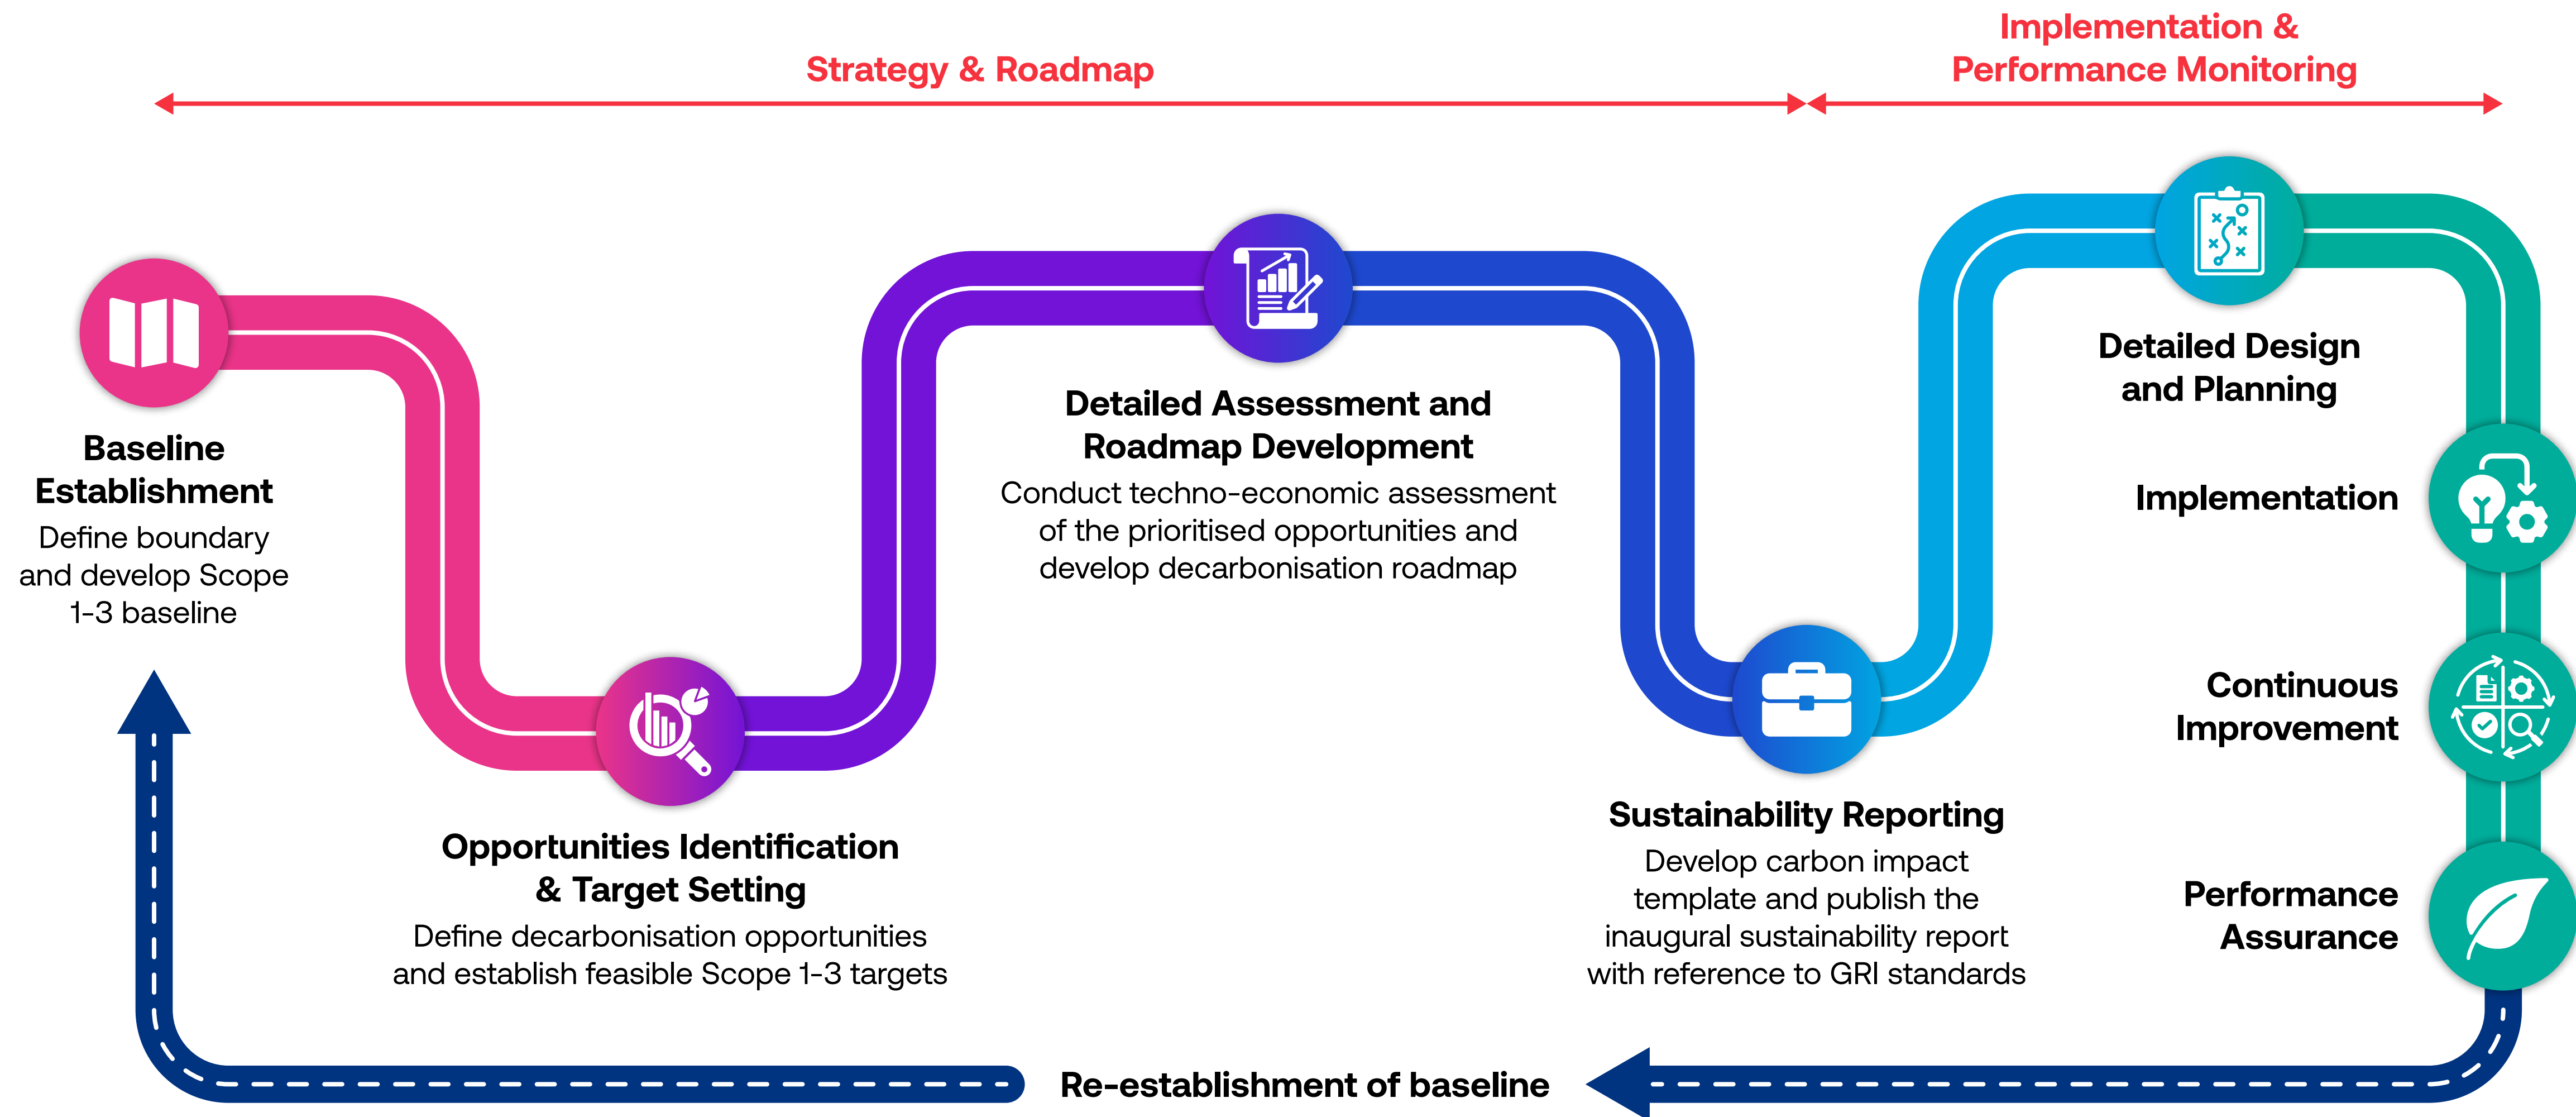 Strategy & Roadmap
Implementation &
Performance Monitoring
Baseline
Establishment
Define boundary
and develop Scope
1-3 baseline
Opportunities Identification
& Target Setting
Define decarbonisation opportunities
and establish feasible Scope 1-3 targets
Detailed Assessment and
Roadmap Development
Conduct techno-economic assessment
of the prioritised opportunities and
develop decarbonisation roadmap
Sustainability Reporting
Develop carbon impact
template and publish the
inaugural sustainability report
with reference to GRI standards
Detailed Design
and Planning
Implementation
Continuous
Improvement
Performance
Assurance
Re-establishment of baseline